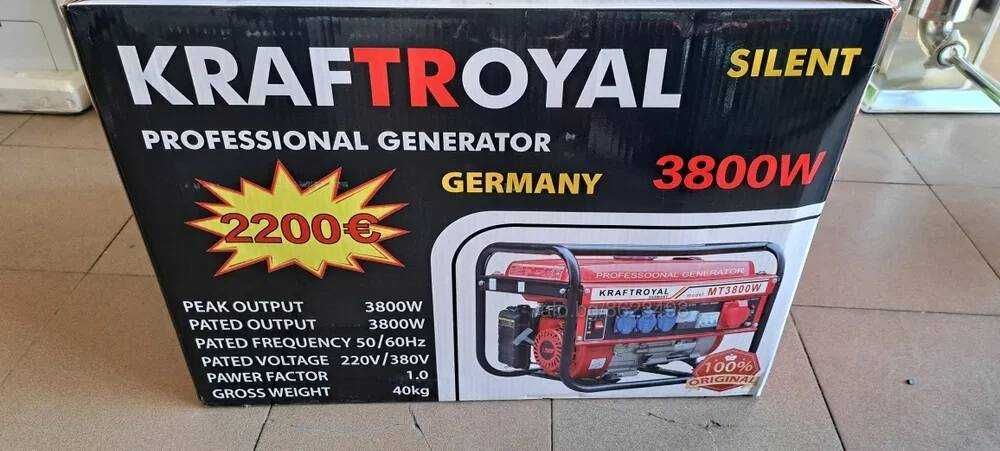 KRAFTROYAL
SILENT
PROFESSIONAL GENERATOR
GERMANY
3800W
2200€
PEAK OUTPUT 3800W
PATED OUTPUT 3800W
PATED FREQUENCY 50/60Hz
PATED VOLTAGE 220V/380V
PAWER FACTOR 1.0
GROSS WEIGHT 40kg
PROFESSOONAL GENERATOR
KRAFTROYAL
GERMANY
MT3800W
100%
ORIGINAL